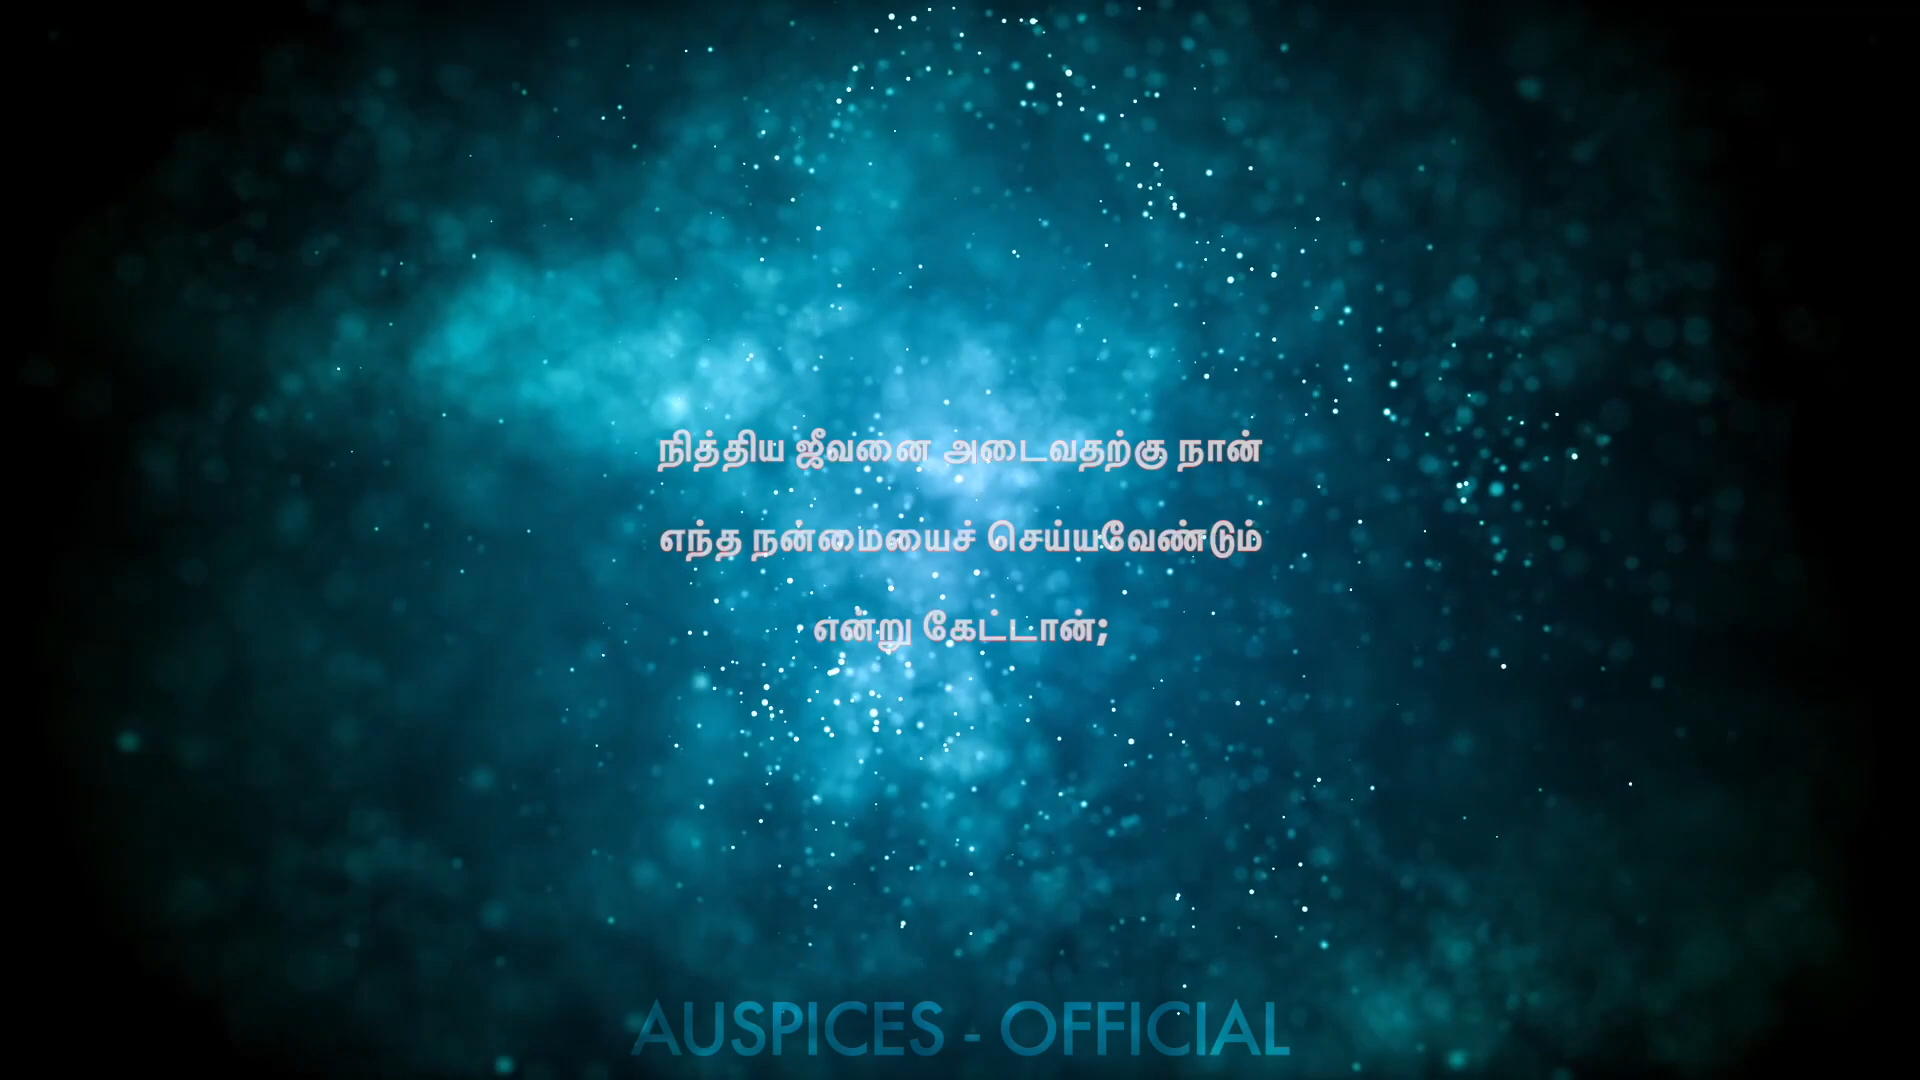 நித்திய ஜீவனை அடைவதற்கு நான்
எந்த நன்மையைச் செய்யவேண்டும்
என்று கேட்டான்;
AUSPICES - OFFICIAL